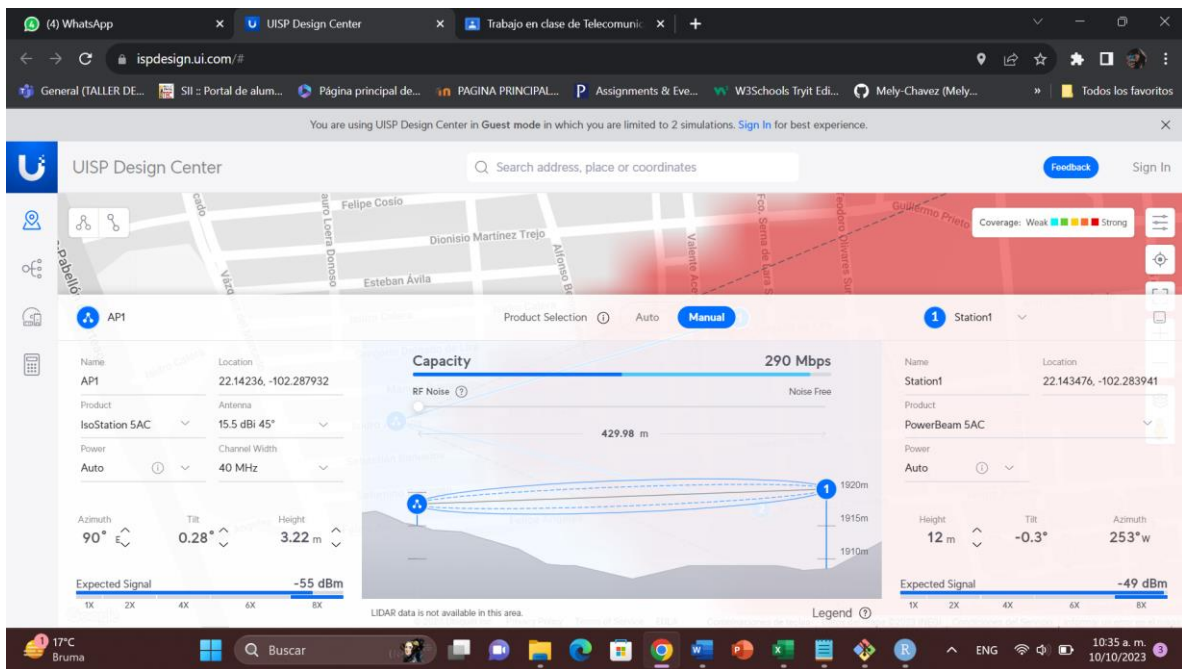 (4) WhatsApp
UISP Design Center
Trabajo en clase de Telecomunic
ispdesign.ui.com/#
General (TALLER DE...
SII :: Portal de alum...
Página principal de...
PAGINA PRINCIPAL...
Assignments & Eve...
W3Schools Tryit Edi...
Mely-Chavez (Mely...
»
Todos los favoritos
You are using UISP Design Center in Guest mode in which you are limited to 2 simulations. Sign In for best experience.
UISP Design Center
Search address, place or coordinates
Feedback
Sign In
Felipe Cosío
Dionisio Martínez Trejo
Esteban Ávila
Guillermo Prieto
Coverage: Weak Strong
AP1
Product Selection
Auto
Manual
1 Station1
Name
AP1
Location
22.14236, -102.287932
Product
IsoStation 5AC
Antenna
15.5 dBi 45°
Power
Auto
Channel Width
40 MHz
Azimuth
90° E
Tilt
0.28°
Height
3.22 m
Expected Signal -55 dBm
1X 2X 4X 6X 8X
Capacity 290 Mbps
RF Noise Noise Free
429.98 m
1
1920m
1915m
1910m
LIDAR data is not available in this area.
Legend
Name
Station1
Location
22.143476, -102.283941
Product
PowerBeam 5AC
Power
Auto
Height
12 m
Tilt
-0.3°
Azimuth
253° W
Expected Signal -49 dBm
1X 2X 4X 6X 8X
1
17°C
Bruma
Buscar
ENG
10:35 a. m.
10/10/2023
3